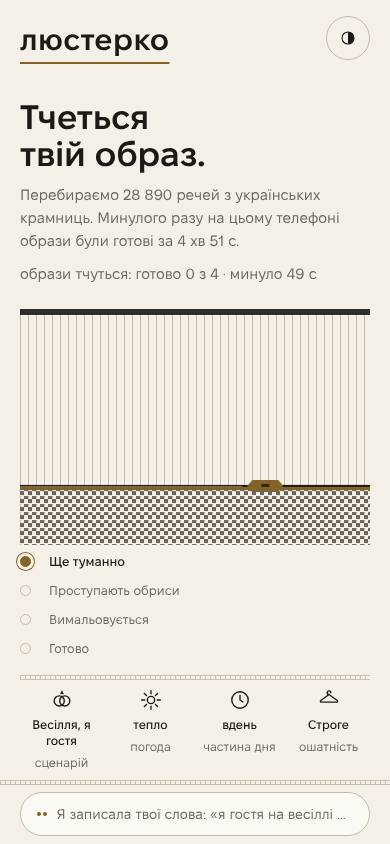 люстерко
Тчеться
твій образ.
Перебираємо 28 890 речей з українських
крамниць. Минулого разу на цьому телефоні
образи були готові за 4 хв 51 с.
образи тчуться: готово 0 з 4 · минуло 49 с
Ще туманно
Проступають обриси
Вимальовується
Готово
Весілля, я
гостя
сценарій
тепло
погода
вдень
частина дня
Строге
ошатність
Я записала твої слова: «я гостя на весіллі ...